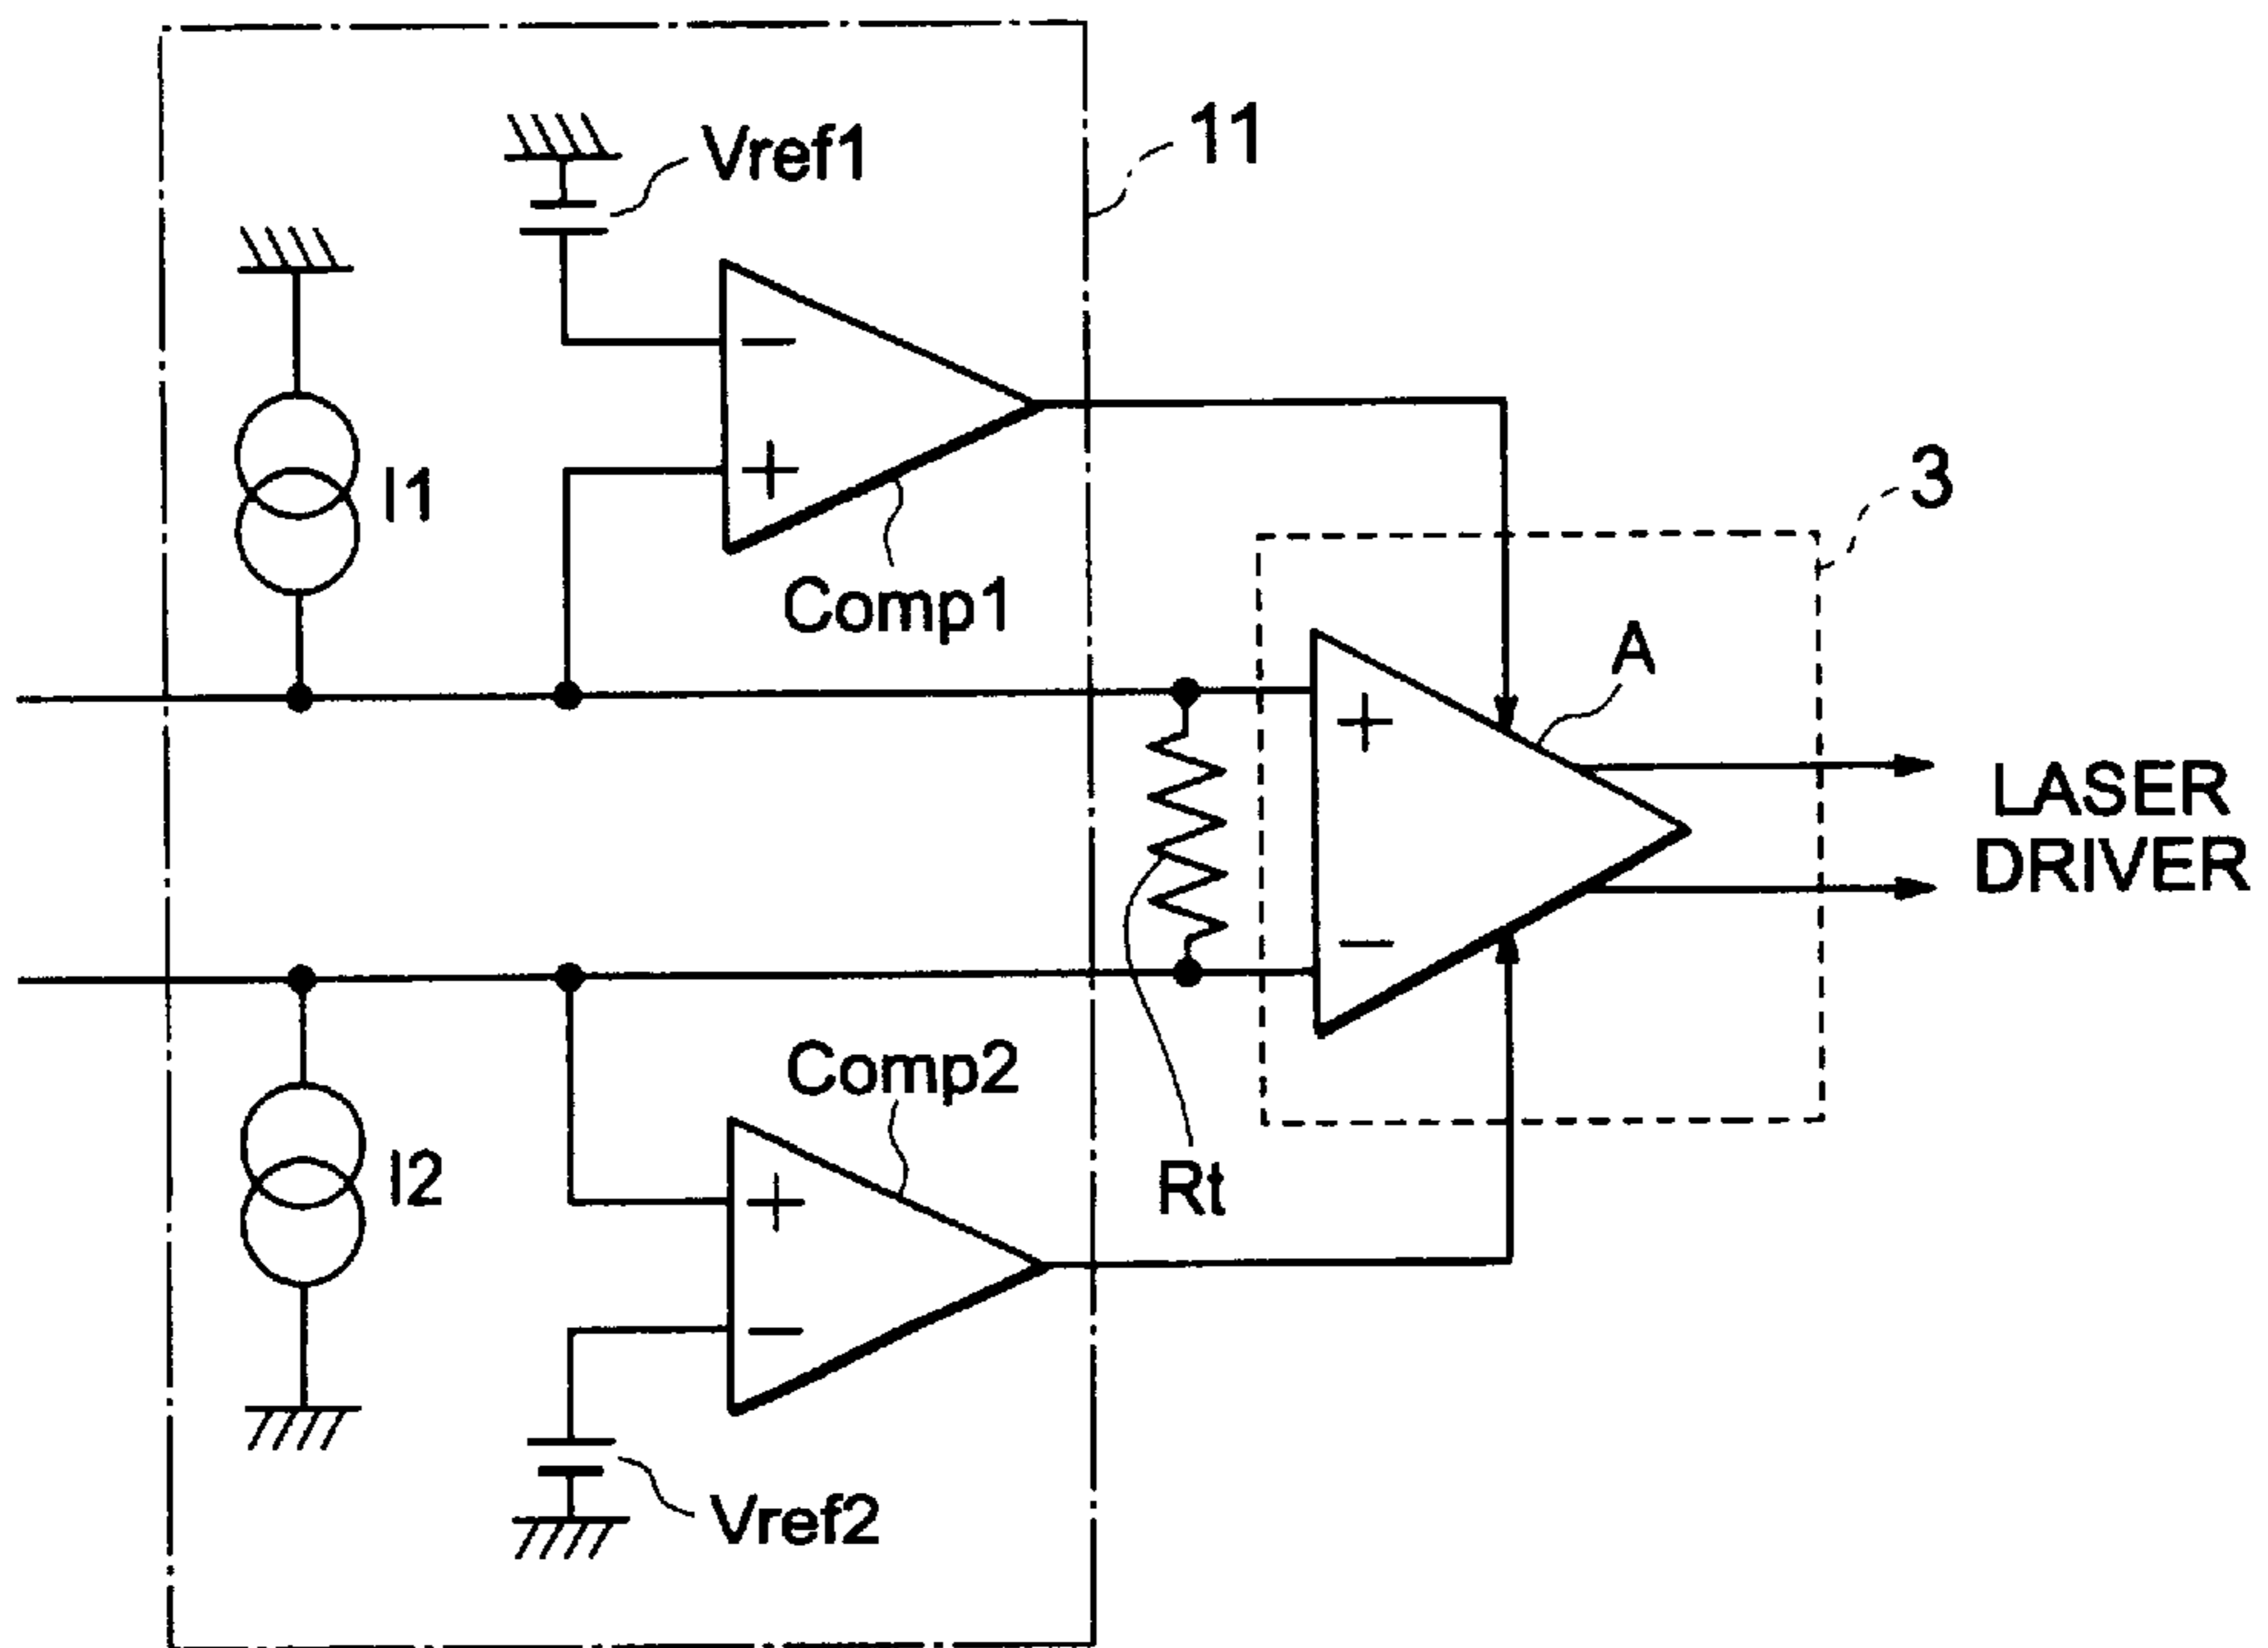 11
Vref1
I1
3
Comp1
A
LASER
DRIVER
Comp2
I2
Rt
Vref2